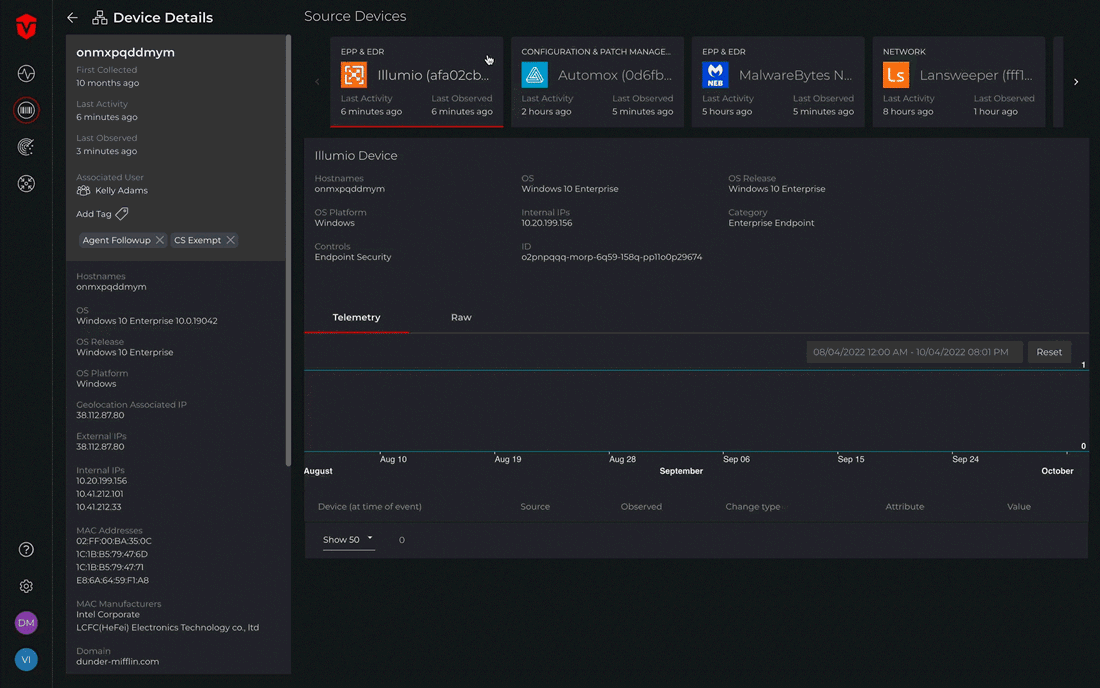 Device Details
onmxpqddmym
First Collected
10 months ago
Last Activity
6 minutes ago
Last Observed
3 minutes ago
Associated User
Kelly Adams
Add Tag
Agent Followup
CS Exempt
Hostnames
onmxpqddmym
OS
Windows 10 Enterprise 10.0.19042
OS Release
Windows 10 Enterprise
OS Platform
Windows
Geolocation Associated IP
38.112.87.80
External IPs
38.112.87.80
Internal IPs
10.20.199.156
10.41.212.101
10.41.212.33
MAC Addresses
02:FF:00:BA:35:0C
1C:1B:B5:79:47:6D
1C:1B:B5:79:47:71
E8:6A:64:59:F1:A8
MAC Manufacturers
Intel Corporate
LCFC(HeFei) Electronics Technology co., ltd
Domain
dunder-mifflin.com
DM
VI
Source Devices
EPP & EDR
Illumio (afa02cb...
Last Activity Last Observed
6 minutes ago 6 minutes ago
CONFIGURATION & PATCH MANAGE...
Automox (0d6fb...
Last Activity Last Observed
2 hours ago 5 minutes ago
EPP & EDR
NEB
MalwareBytes N...
Last Activity Last Observed
5 hours ago 5 minutes ago
NETWORK
Ls
Lansweeper (fff1...
Last Activity Last Observed
8 hours ago 1 hour ago
Illumio Device
Hostnames OS OS Release
onmxpqddmym Windows 10 Enterprise Windows 10 Enterprise
OS Platform Internal IPs Category
Windows 10.20.199.156 Enterprise Endpoint
Controls ID
Endpoint Security o2pnpqqq-morp-6q59-158q-pp11o0p29674
Telemetry Raw
08/04/2022 12:00 AM - 10/04/2022 08:01 PM Reset
1
0
Aug 10 Aug 19 Aug 28 Sep 06 Sep 15 Sep 24
August September October
Device (at time of event) Source Observed Change type Attribute Value
Show 50 0